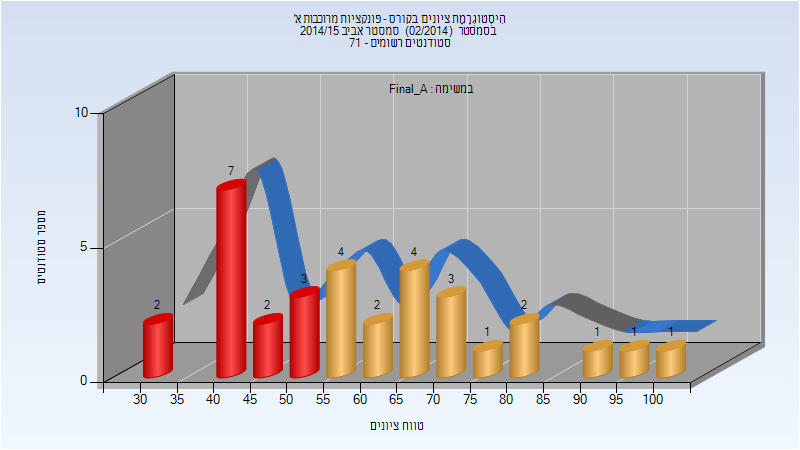 היסטוגרמת ציונים בקורס - פונקציות מרוכבות א'
בסמסטר (02/2014) סמסטר אביב 2014/15
סטודנטים רשומים - 71
במשימה : Final_A
מספר סטודנטים
10
5
0
2
7
2
3
4
2
4
3
1
2
1
1
1
30 35 40 45 50 55 60 65 70 75 80 85 90 95 100
טווח ציונים